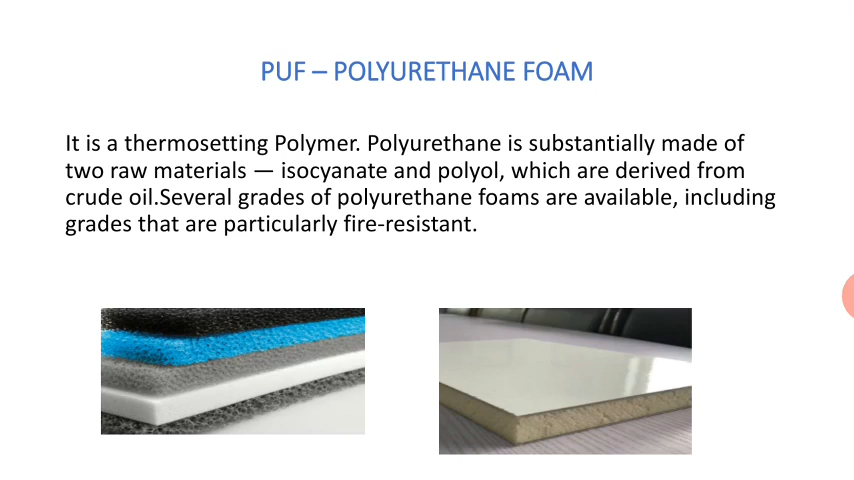 PUF – POLYURETHANE FOAM
It is a thermosetting Polymer. Polyurethane is substantially made of
two raw materials — isocyanate and polyol, which are derived from
crude oil.Several grades of polyurethane foams are available, including
grades that are particularly fire-resistant.